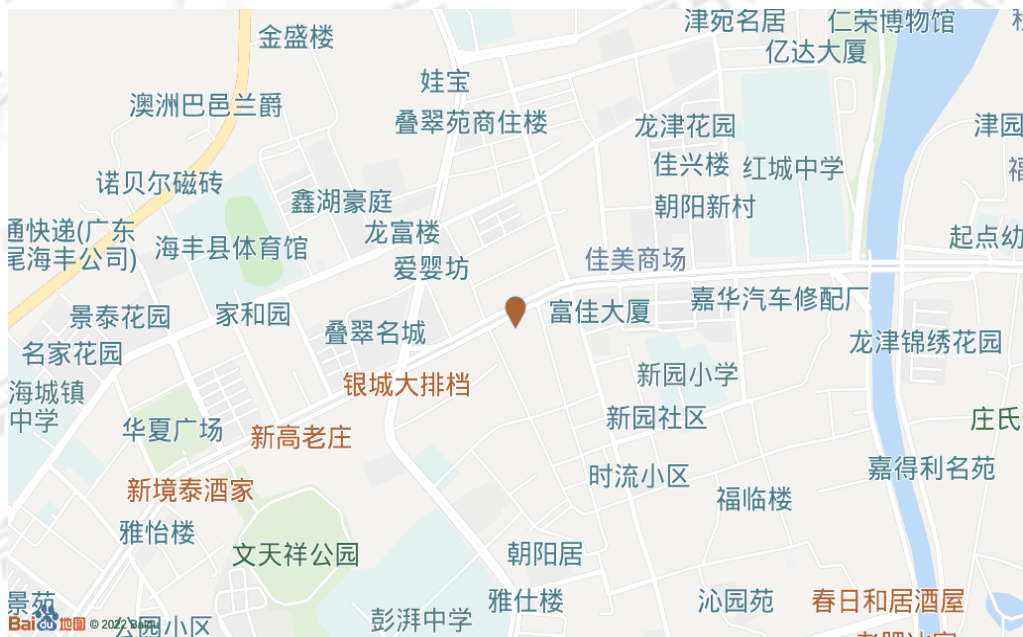 津宛名居
仁荣博物馆
金盛楼
亿达大厦
娃宝
澳洲巴邑兰爵
叠翠苑商住楼
龙津花园
津园
佳兴楼
红城中学
诺贝尔磁砖
鑫湖豪庭
朝阳新村
通快递(广东
尾海丰公司)
海丰县体育馆
龙富楼
起点幼
爱婴坊
佳美商场
嘉华汽车修配厂
景泰花园
家和园
富佳大厦
叠翠名城
龙津锦绣花园
名家花园
海城镇
中学
银城大排档
新园小学
新园社区
庄氏
华夏广场
新高老庄
嘉得利名苑
时流小区
新境泰酒家
福临楼
雅怡楼
文天祥公园
朝阳居
景苑
雅仕楼
沁园苑
春日和居酒屋
彭湃中学
公园小区
Bai du 地图 © 2022 Baidu